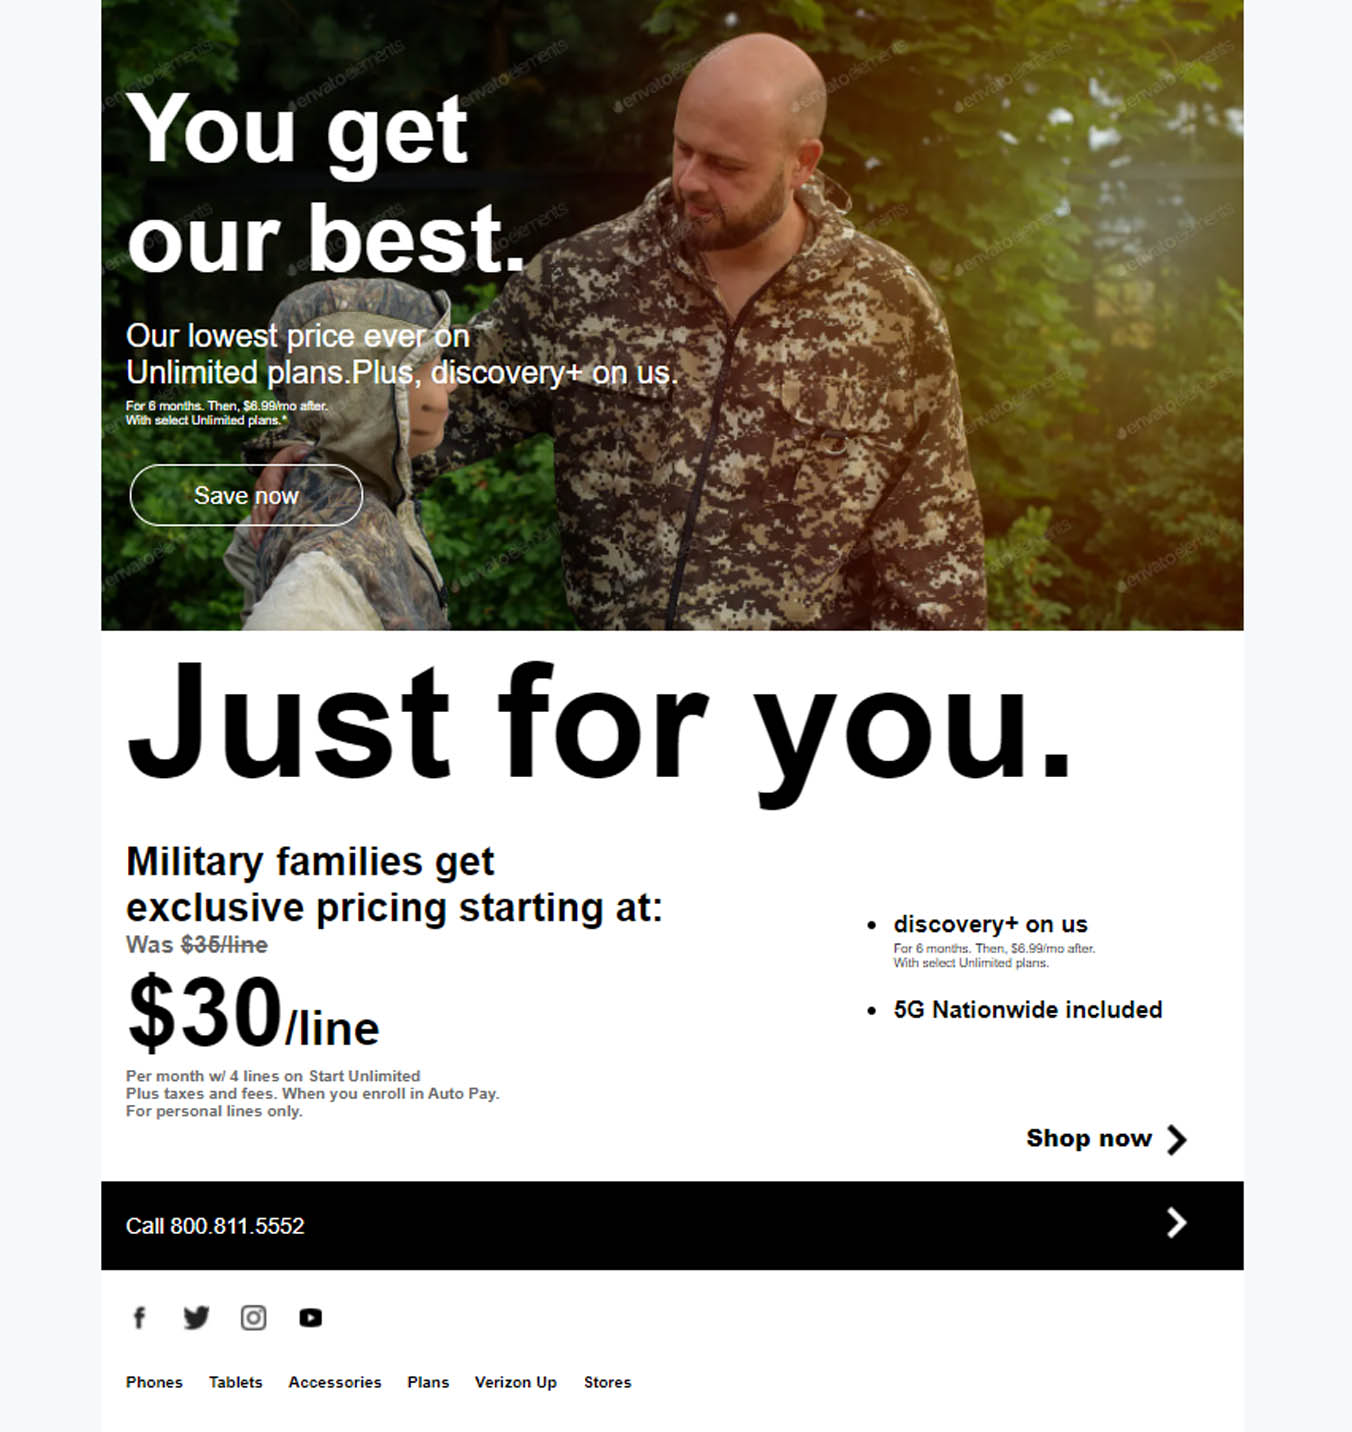 You get
our best.
Our lowest price ever on
Unlimited plans.Plus, discovery+ on us.
For 6 months. Then, $6.99/mo after.
With select Unlimited plans.*
Save now
envatoelements
Just for you.
Military families get
exclusive pricing starting at:
Was $35/line
$30/line
Per month w/ 4 lines on Start Unlimited
Plus taxes and fees. When you enroll in Auto Pay.
For personal lines only.
• discovery+ on us
For 6 months. Then, $6.99/mo after.
With select Unlimited plans.
• 5G Nationwide included
Shop now
Call 800.811.5552
Phones Tablets Accessories Plans Verizon Up Stores